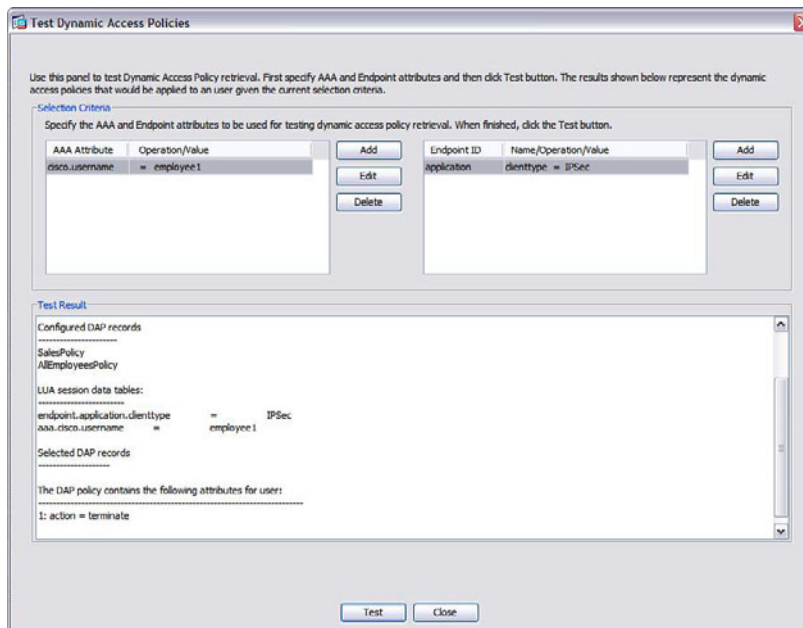 Test Dynamic Access Policies
Use this panel to test Dynamic Access Policy retrieval. First specify AAA and Endpoint attributes and then click Test button. The results shown below represent the dynamic
access policies that would be applied to an user given the current selection criteria.
Selection Criteria
Specify the AAA and Endpoint attributes to be used for testing dynamic access policy retrieval. When finished, click the Test button.
AAA Attribute Operation/Value
cisco.username = employee1
Add
Edit
Delete
Endpoint ID Name/Operation/Value
application clienttype = IPSec
Add
Edit
Delete
Test Result
Configured DAP records
----------------------
SalesPolicy
AllEmployeesPolicy
LUA session data tables:
------------------------
endpoint.application.clienttype = IPSec
aaa.cisco.username = employee1
Selected DAP records
--------------------
The DAP policy contains the following attributes for user:
--------------------------------------------------------------------------
1: action = terminate
Test Close